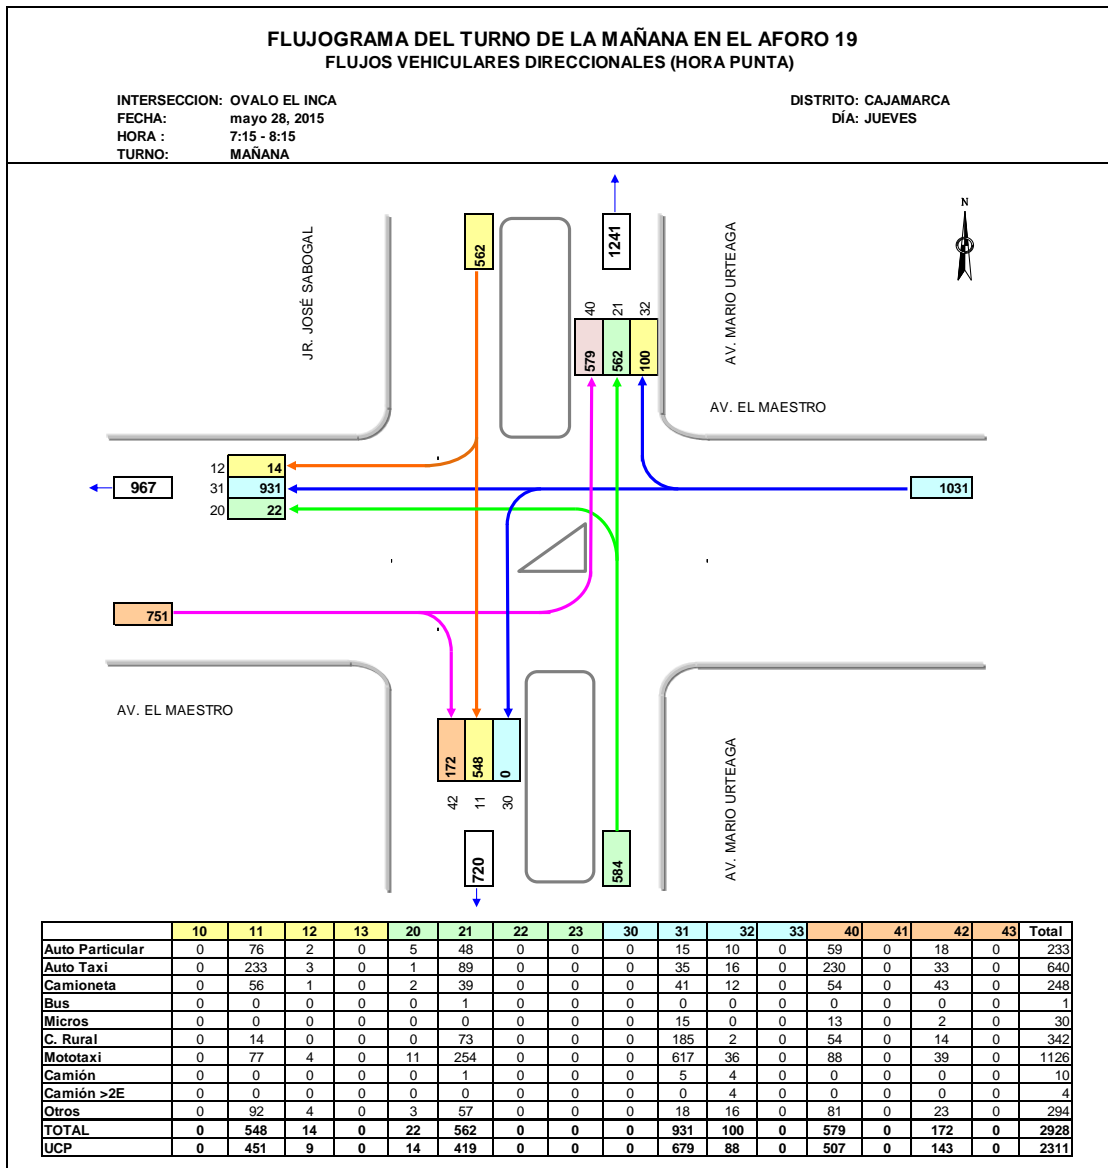 FLUJOGRAMA DEL TURNO DE LA MAÑANA EN EL AFORO 19
FLUJOS VEHICULARES DIRECCIONALES (HORA PUNTA)
INTERSECCION: OVALO EL INCA
DISTRITO: CAJAMARCA
FECHA: mayo 28, 2015
DÍA: JUEVES
HORA : 7:15 - 8:15
TURNO: MAÑANA
JR. JOSÉ SABOGAL
562
1241
AV. MARIO URTEAGA
N
40 21 32
579 562 100
AV. EL MAESTRO
12 14
967 31 931
20 22
1031
751
AV. EL MAESTRO
172 548 0
42 11 30
720
584
AV. MARIO URTEAGA
10 11 12 13 20 21 22 23 30 31 32 33 40 41 42 43 Total
Auto Particular 0 76 2 0 5 48 0 0 0 15 10 0 59 0 18 0 233
Auto Taxi 0 233 3 0 1 89 0 0 0 35 16 0 230 0 33 0 640
Camioneta 0 56 1 0 2 39 0 0 0 41 12 0 54 0 43 0 248
Bus 0 0 0 0 0 1 0 0 0 0 0 0 0 0 0 0 1
Micros 0 0 0 0 0 0 0 0 0 15 0 0 13 0 2 0 30
C. Rural 0 14 0 0 0 73 0 0 0 185 2 0 54 0 14 0 342
Mototaxi 0 77 4 0 11 254 0 0 0 617 36 0 88 0 39 0 1126
Camión 0 0 0 0 0 1 0 0 0 5 4 0 0 0 0 0 10
Camión >2E 0 0 0 0 0 0 0 0 0 0 4 0 0 0 0 0 4
Otros 0 92 4 0 3 57 0 0 0 18 16 0 81 0 23 0 294
TOTAL 0 548 14 0 22 562 0 0 0 931 100 0 579 0 172 0 2928
UCP 0 451 9 0 14 419 0 0 0 679 88 0 507 0 143 0 2311